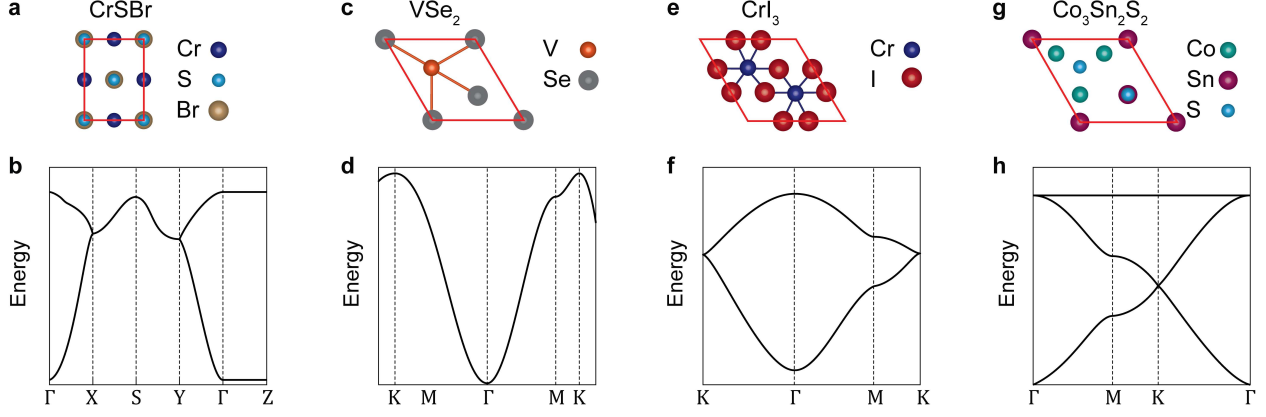 a CrSBr
Cr
S
Br
c VSe₂
V
Se
e CrI₃
Cr
I
g Co₃Sn₂S₂
Co
Sn
S
b
Energy
Γ X S Y Γ Z
d
Energy
K M Γ M K
f
Energy
K Γ M K
h
Energy
Γ M K Γ